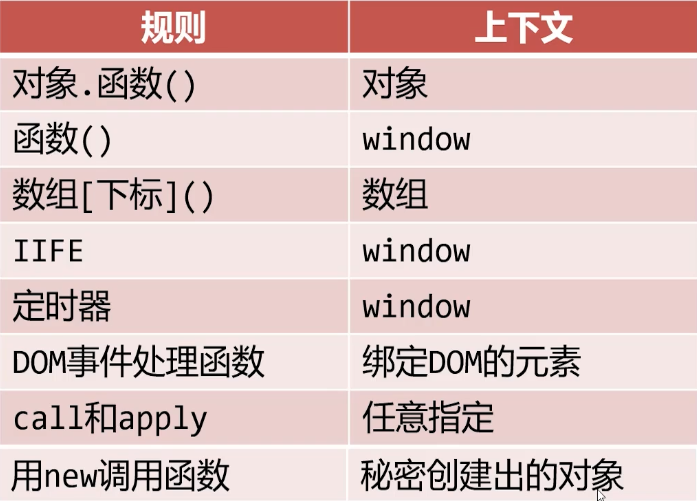 规则 上下文
对象.函数() 对象
函数() window
数组[下标]() 数组
IIFE window
定时器 window
DOM事件处理函数 绑定DOM的元素
call和apply 任意指定
用new调用函数 秘密创建出的对象